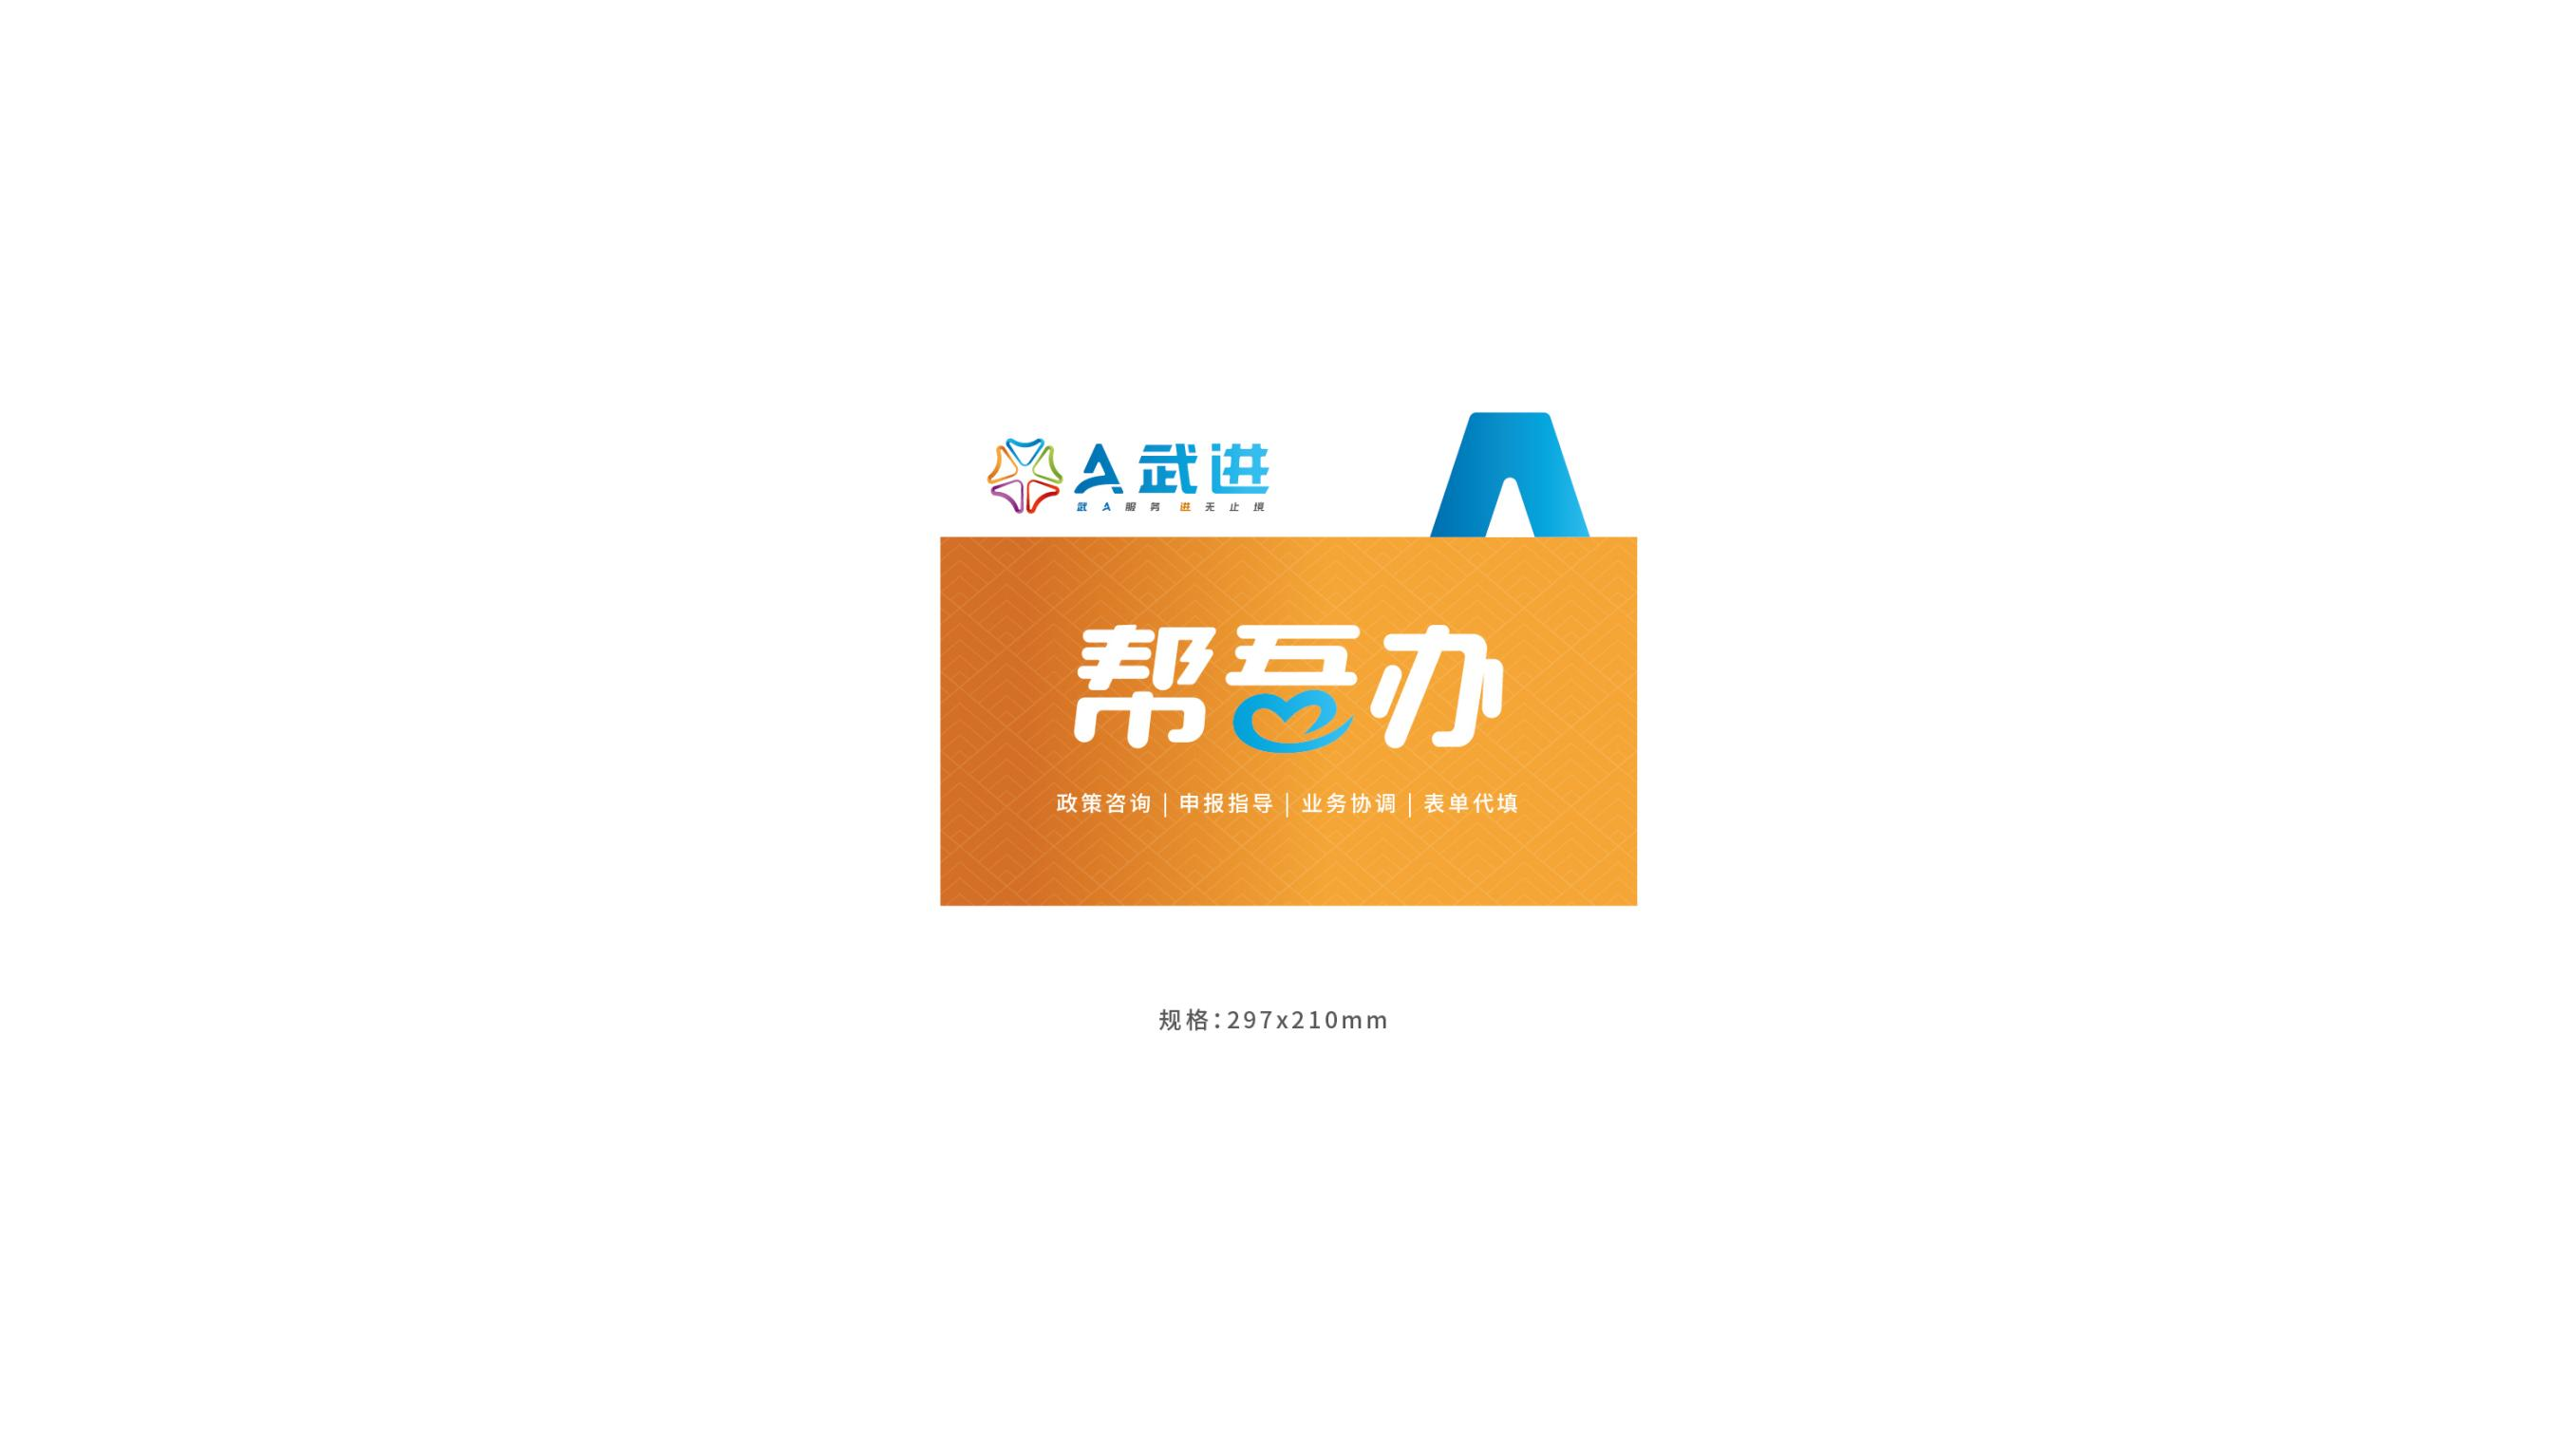 A 武进
武A服务 进无止境
帮吾办
政策咨询 | 申报指导 | 业务协调 | 表单代填
规格:297x210mm